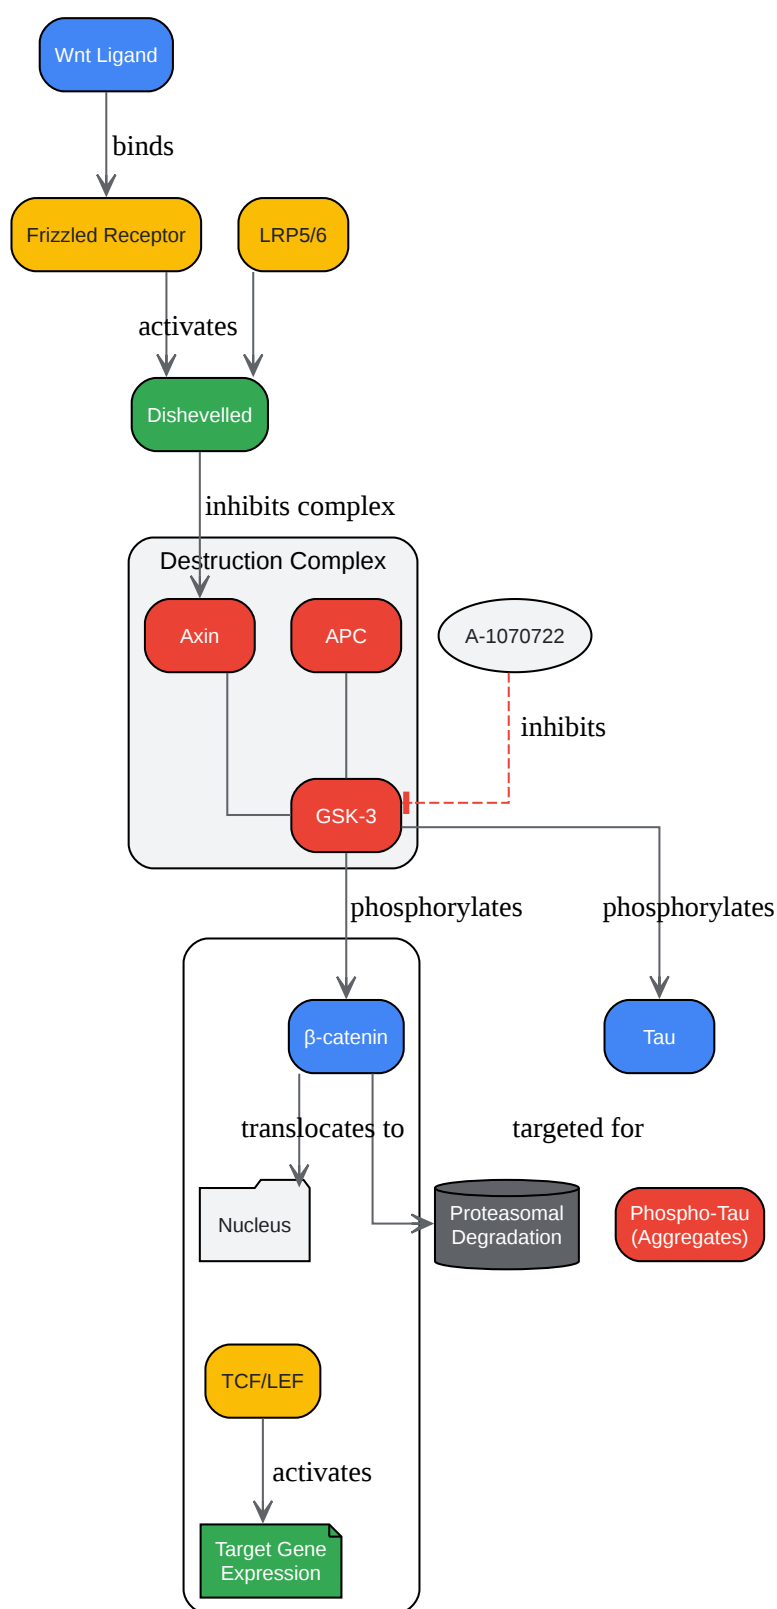 Wnt Ligand
binds
Frizzled Receptor
LRP5/6
activates
Dishevelled
inhibits complex
Destruction Complex
Axin
APC
A-1070722
inhibits
GSK-3
phosphorylates
phosphorylates
β-catenin
Tau
translocates to
targeted for
Nucleus
Proteasomal
Degradation
Phospho-Tau
(Aggregates)
TCF/LEF
activates
Target Gene
Expression